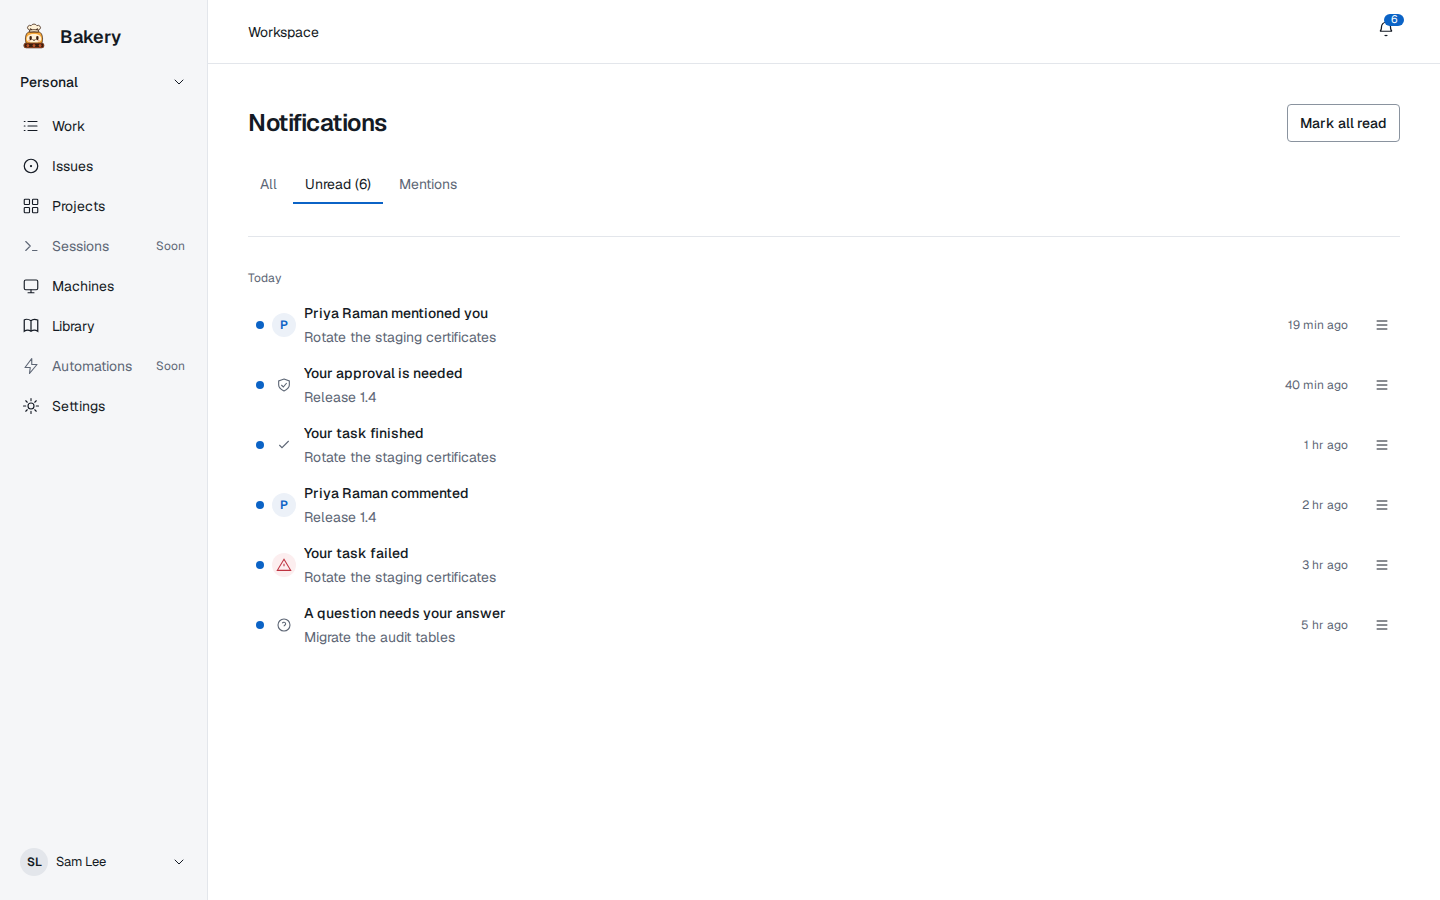 Bakery
Personal
Work
Issues
Projects
Sessions Soon
Machines
Library
Automations Soon
Settings
SL Sam Lee
Workspace
6
Notifications
Mark all read
All Unread (6) Mentions
Today
P Priya Raman mentioned you
Rotate the staging certificates
19 min ago
Your approval is needed
Release 1.4
40 min ago
Your task finished
Rotate the staging certificates
1 hr ago
P Priya Raman commented
Release 1.4
2 hr ago
Your task failed
Rotate the staging certificates
3 hr ago
A question needs your answer
Migrate the audit tables
5 hr ago